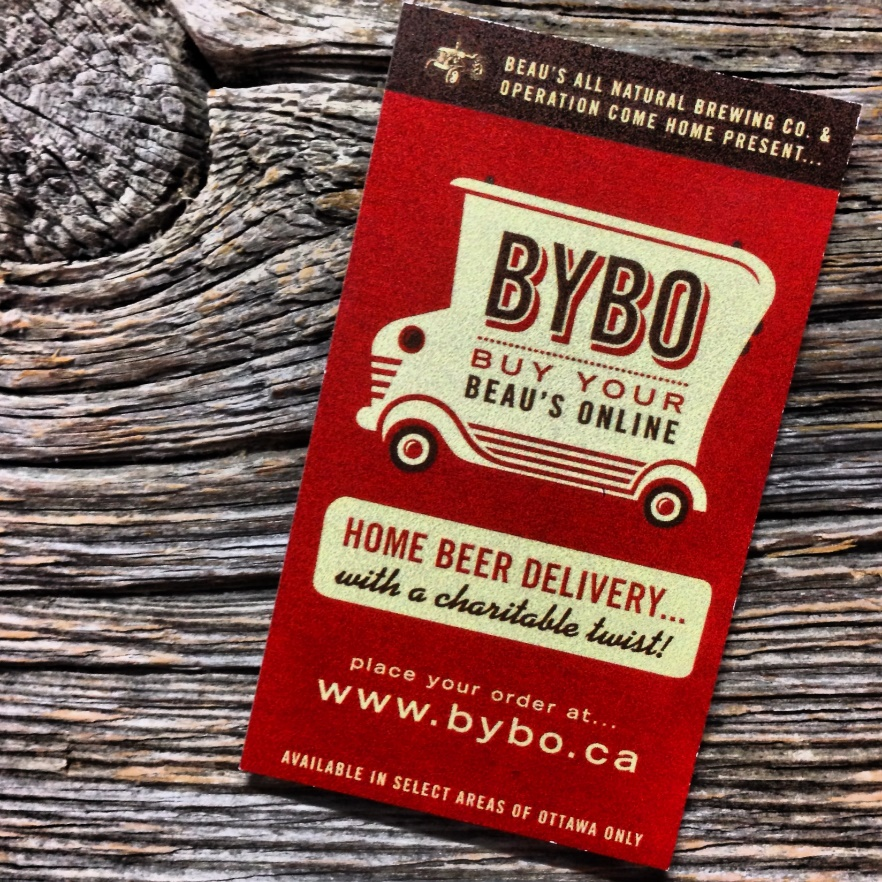 BEAU'S ALL NATURAL BREWING CO. &
OPERATION COME HOME PRESENT...
BYBO
BUY YOUR
BEAU'S ONLINE
HOME BEER DELIVERY...
with a charitable twist!
place your order at...
www.bybo.ca
AVAILABLE IN SELECT AREAS OF OTTAWA ONLY